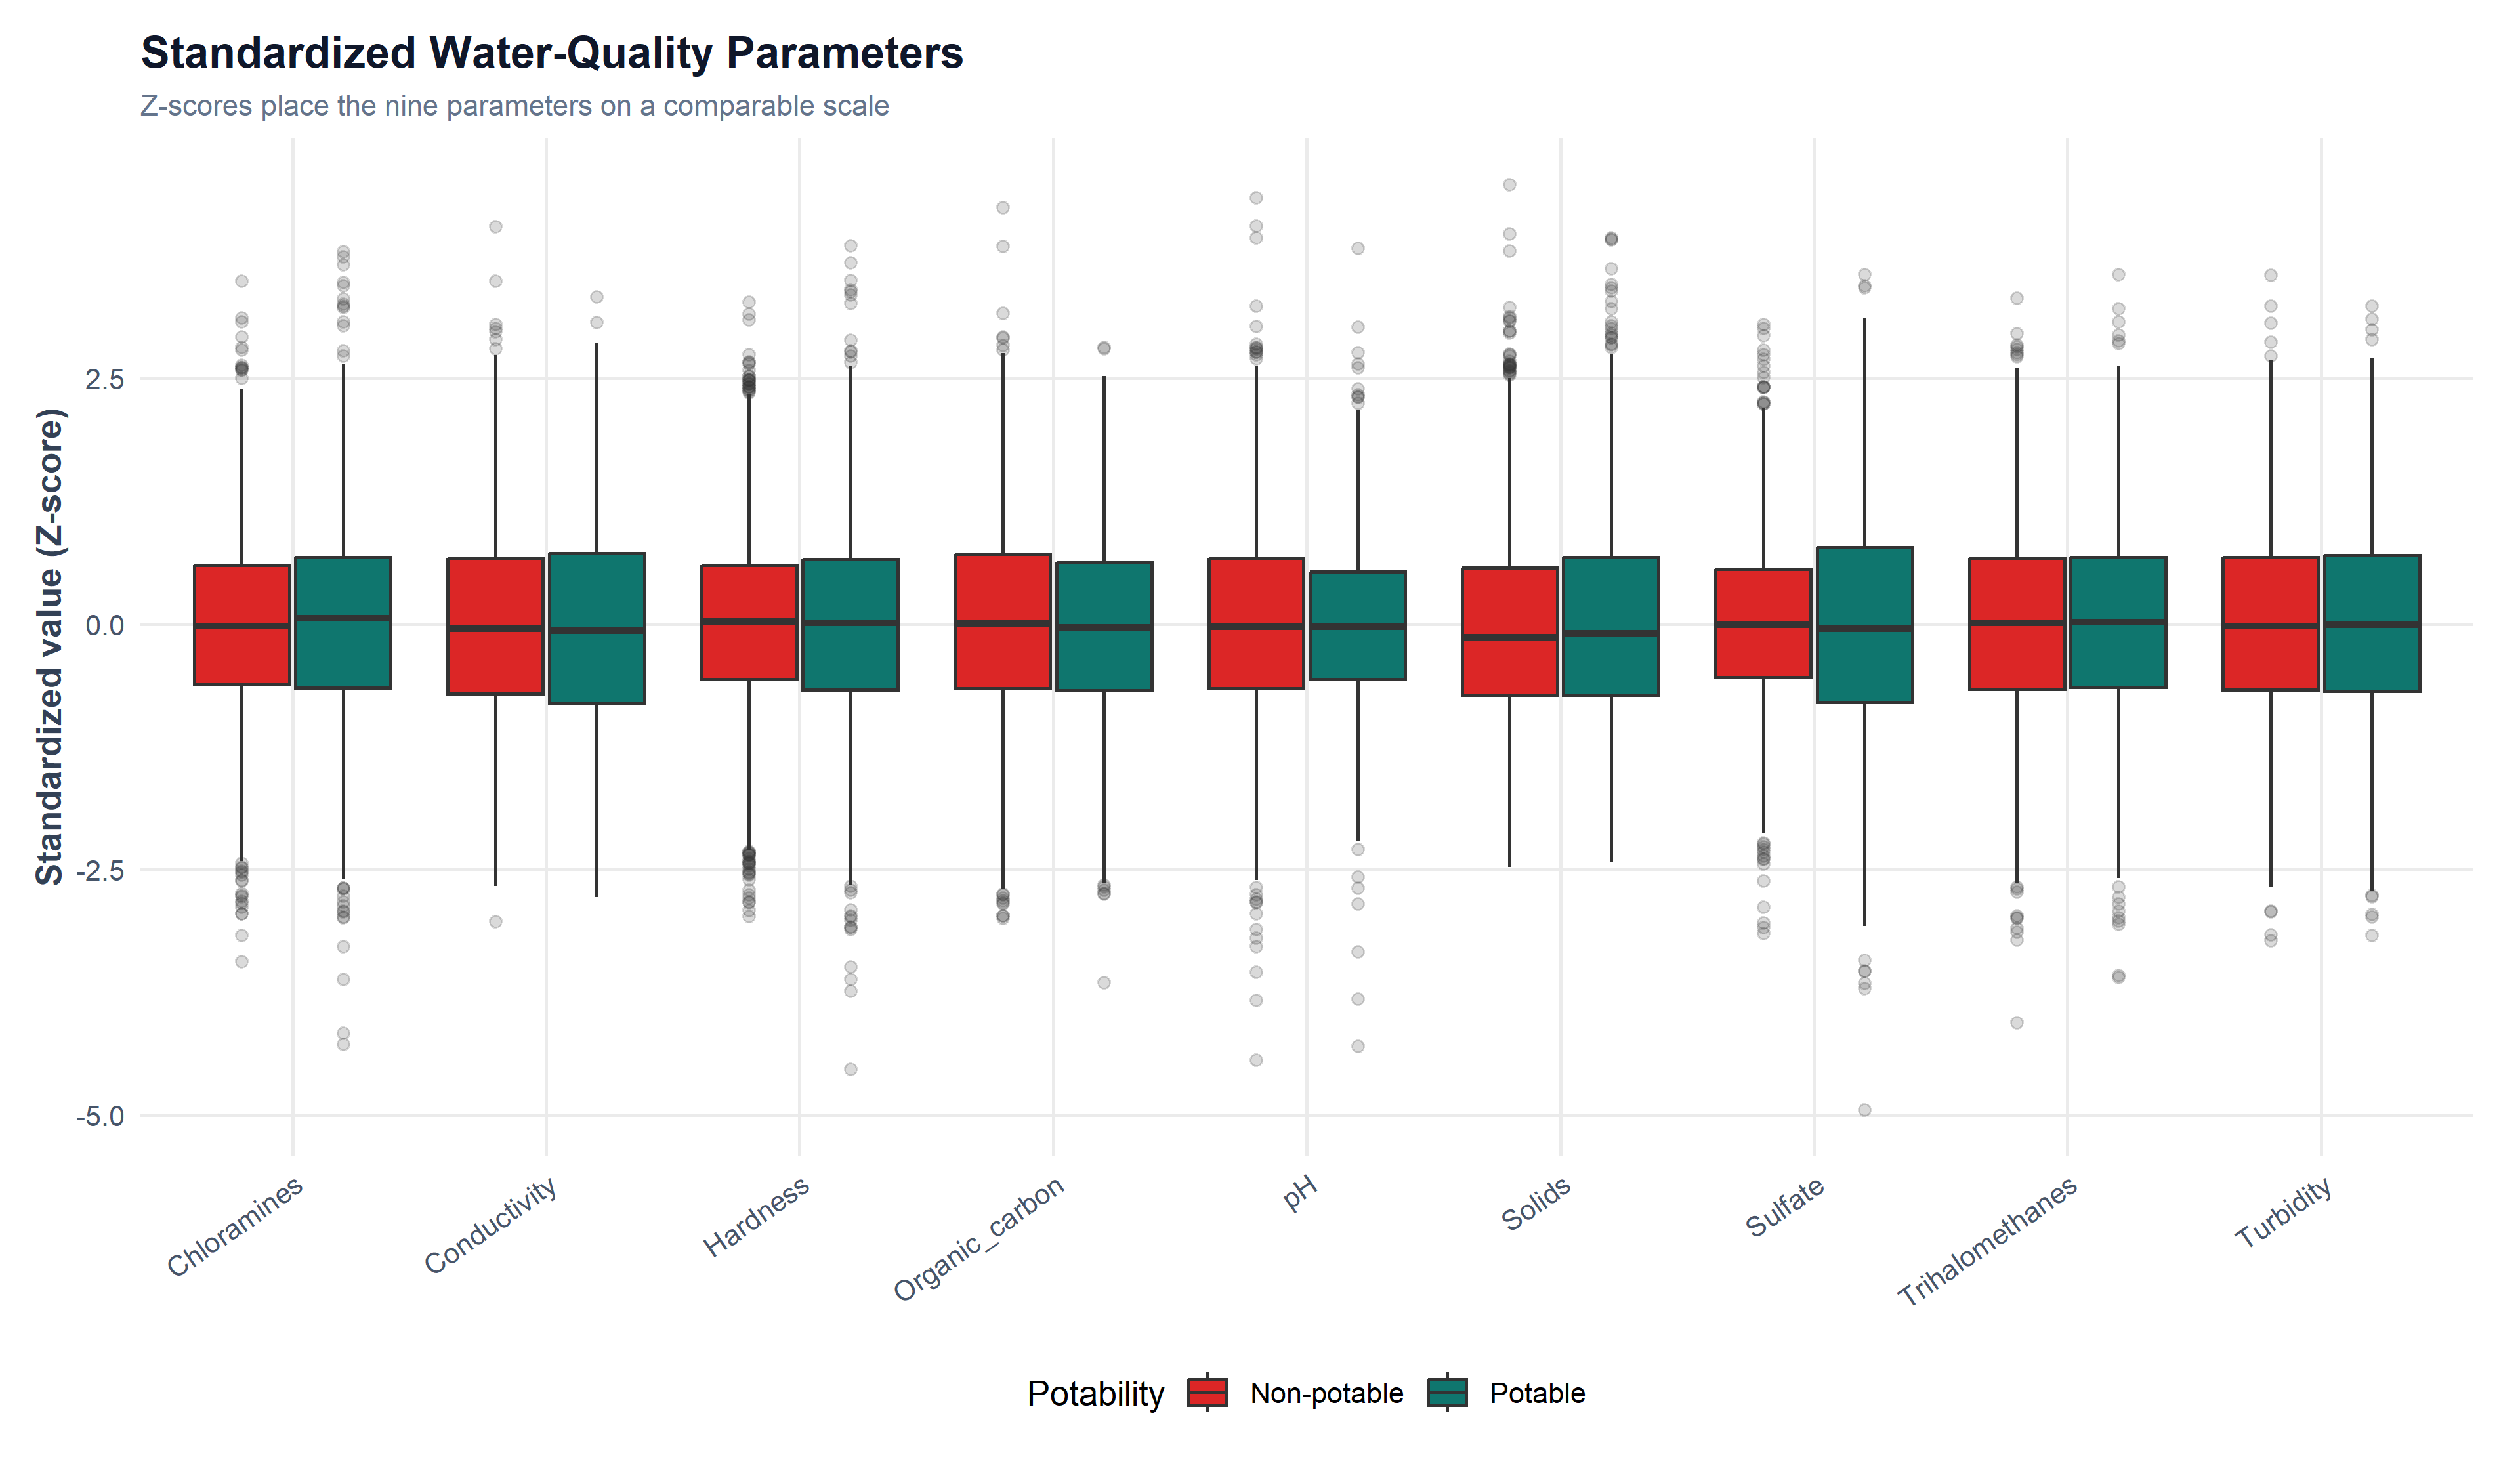 Standardized Water-Quality Parameters
Z-scores place the nine parameters on a comparable scale
Standardized value (Z-score)
2.5
0.0
-2.5
-5.0
Chloramines
Conductivity
Hardness
Organic_carbon
pH
Solids
Sulfate
Trihalomethanes
Turbidity
Potability Non-potable Potable